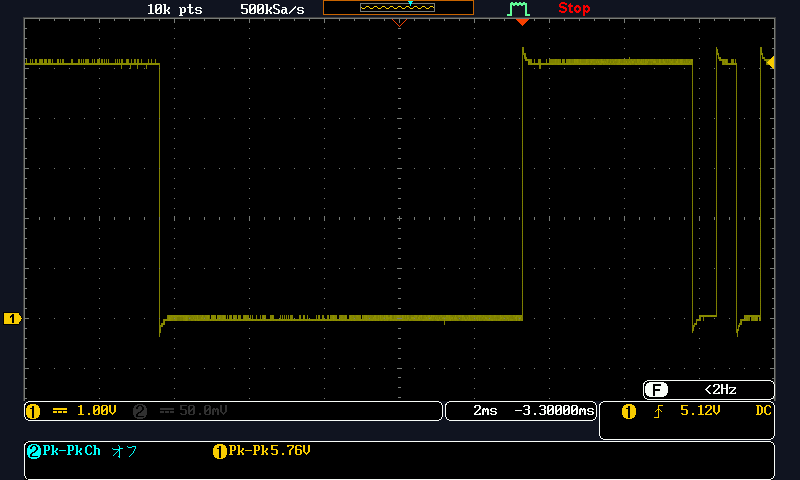 10k pts 500kSa/s Stop
1
F <2Hz
1 1.00V 2 50.0mV 2ms -3.30000ms 1 5.12V DC
2 Pk-PkCh オフ 1 Pk-Pk5.76V